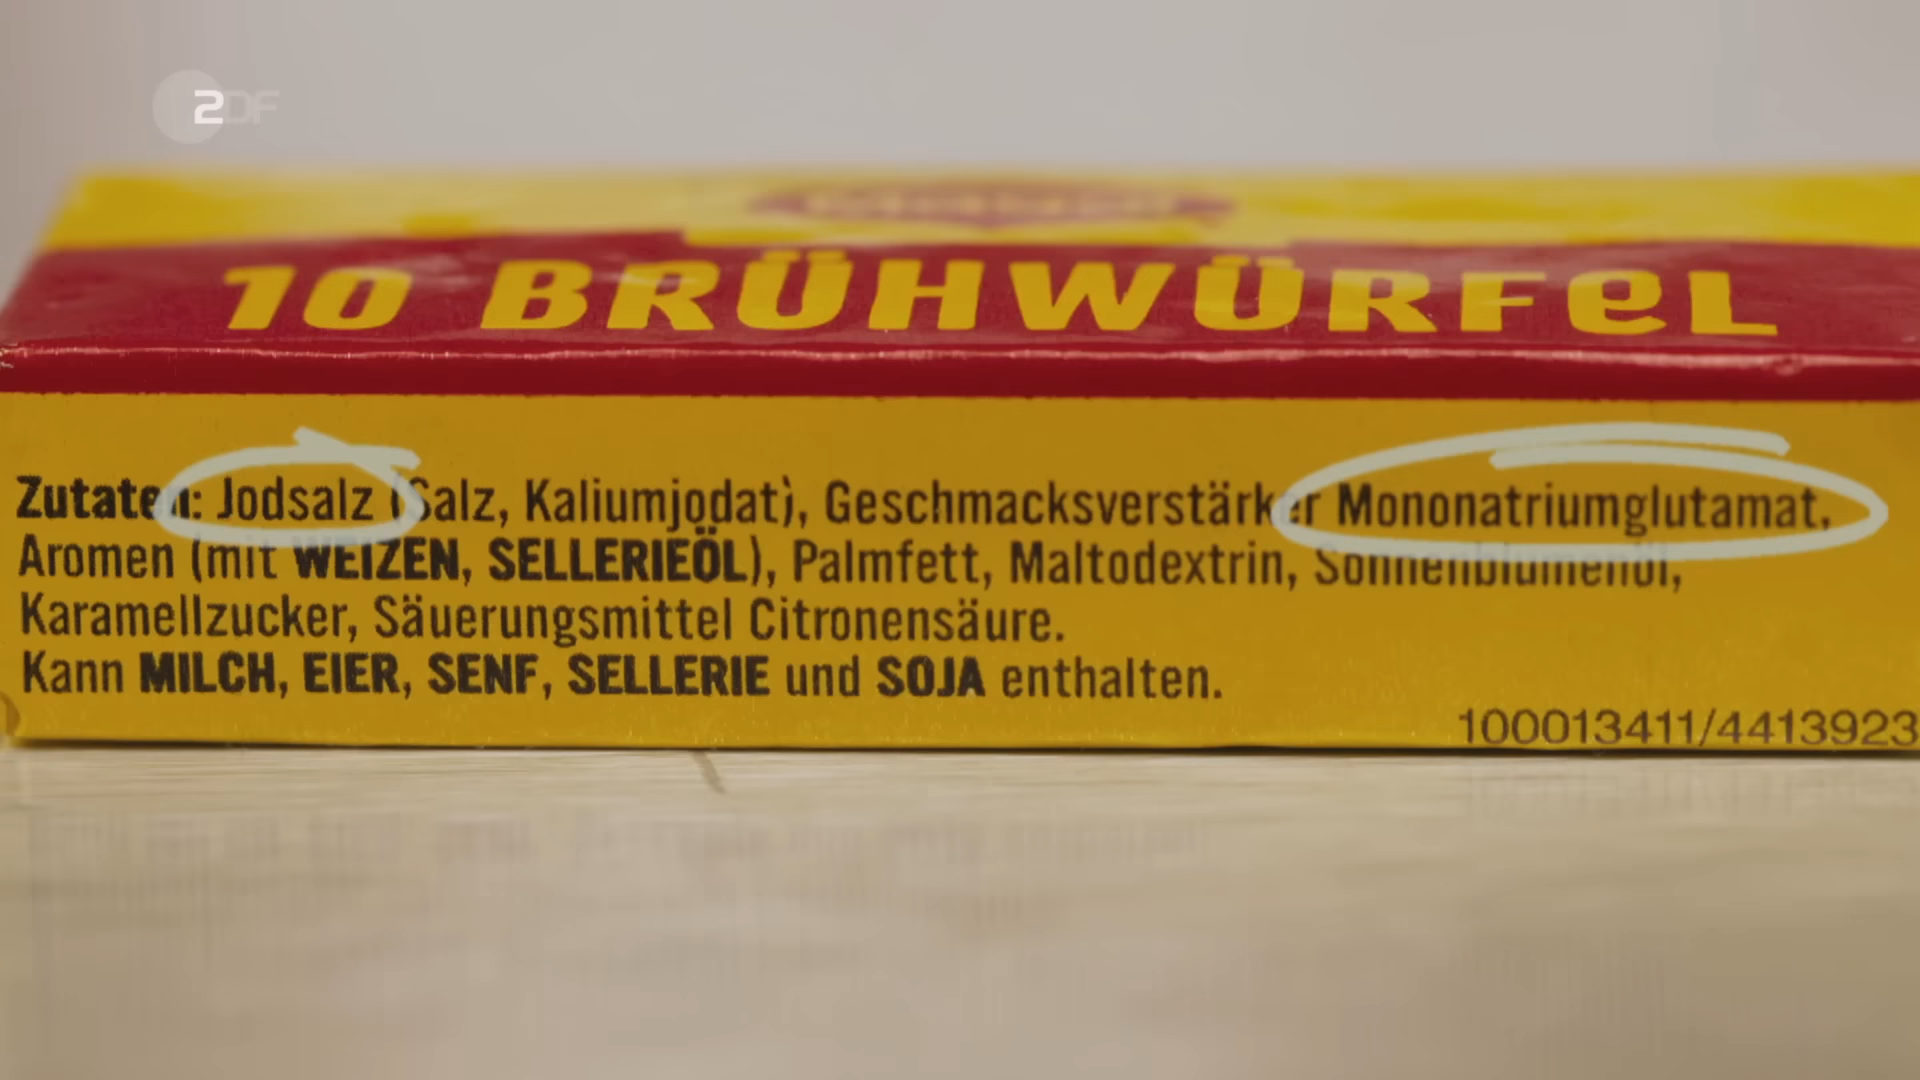 ZDF
10 BRÜHWÜRFEL
Zutaten: Jodsalz (Salz, Kaliumjodat), Geschmacksverstärker Mononatriumglutamat,
Aromen (mit WEIZEN, SELLERIEÖL), Palmfett, Maltodextrin, Sonnenblumenöl,
Karamellzucker, Säuerungsmittel Citronensäure.
Kann MILCH, EIER, SENF, SELLERIE und SOJA enthalten.
100013411/4413923